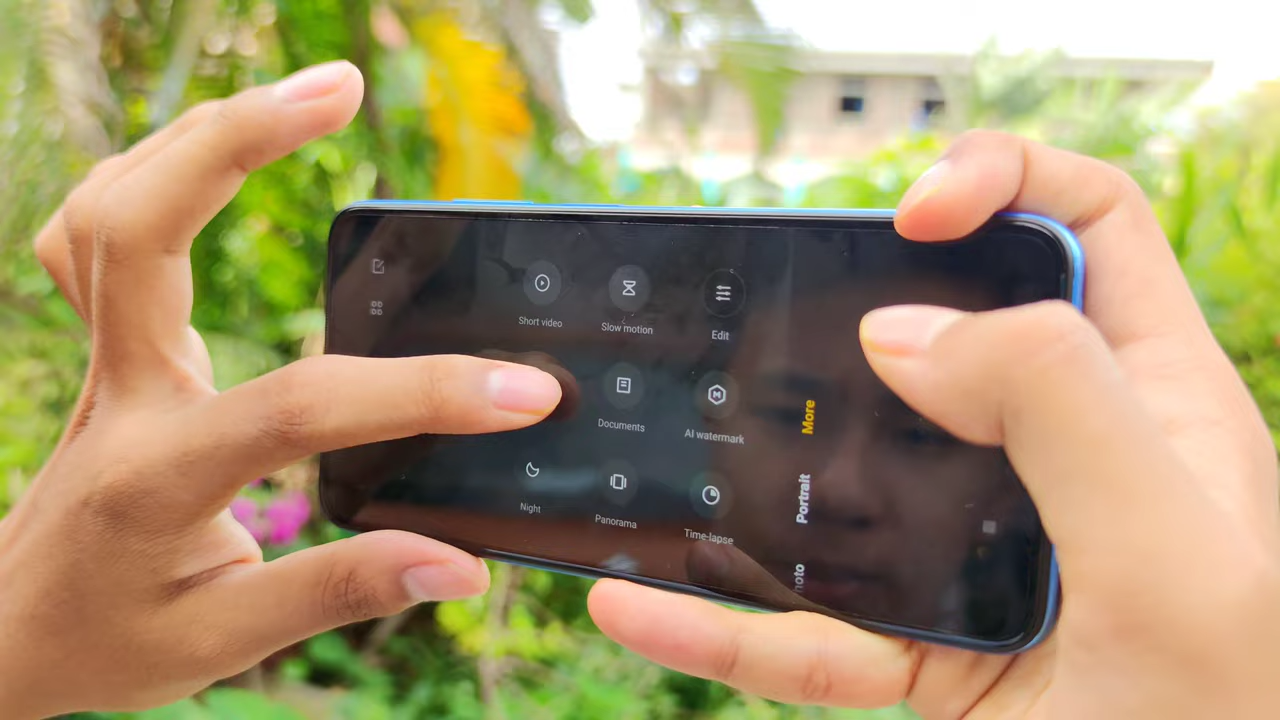 Short video
Slow motion
Edit
Documents
AI watermark
More
Night
Panorama
Time-lapse
Portrait